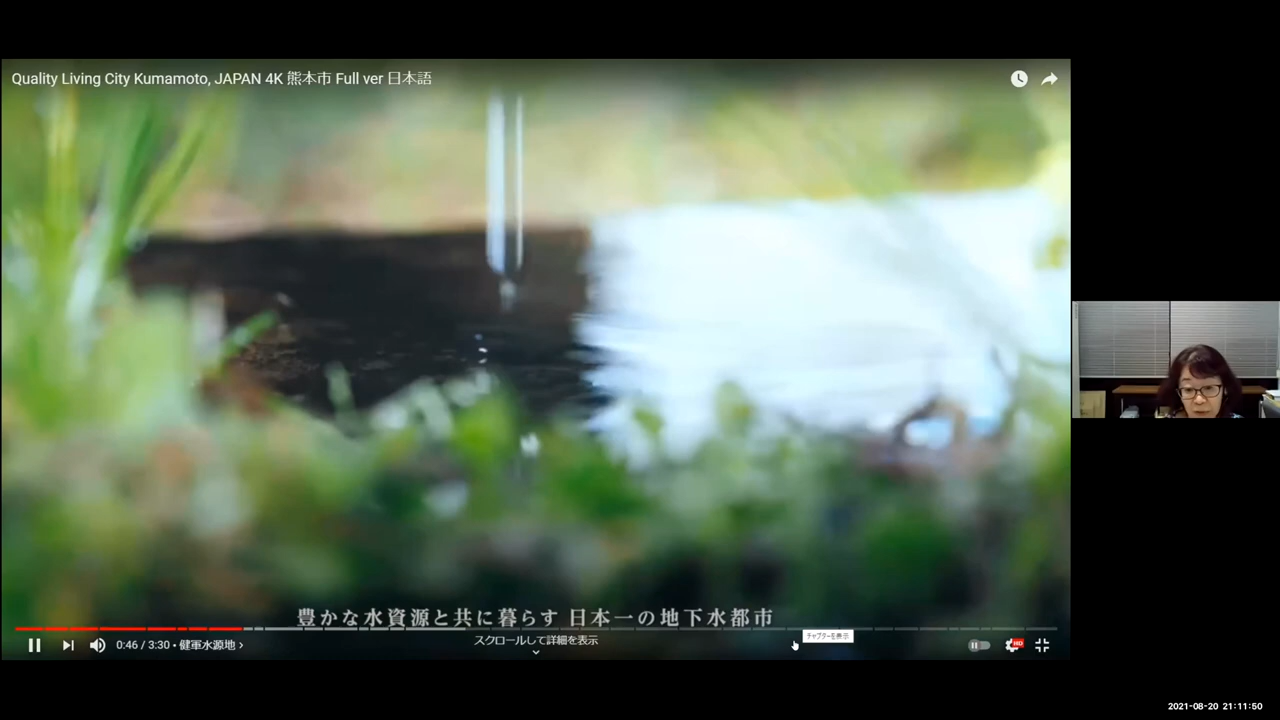 Quality Living City Kumamoto, JAPAN 4K 熊本市 Full ver 日本語
豊かな水資源と共に暮らす 日本一の地下水都市
チャプターを表示
スクロールして詳細を表示
0:46 / 3:30 • 健軍水源地 ›
HD
2021-08-20 21:11:50